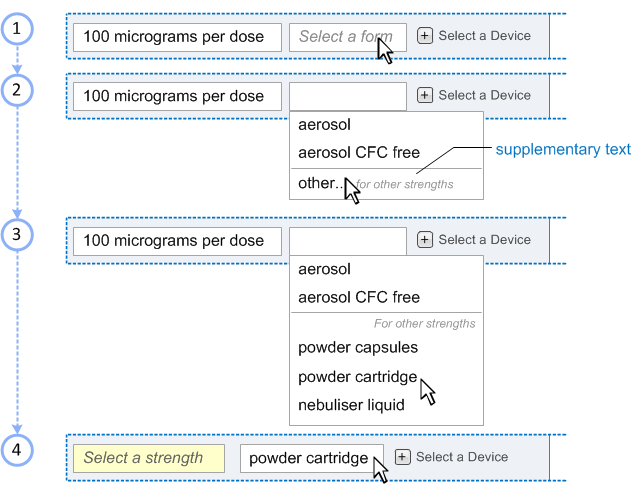 1
100 micrograms per dose Select a form + Select a Device
2
100 micrograms per dose + Select a Device
aerosol
aerosol CFC free
supplementary text
other... for other strengths
3
100 micrograms per dose + Select a Device
aerosol
aerosol CFC free
For other strengths
powder capsules
powder cartridge
nebuliser liquid
4
Select a strength powder cartridge + Select a Device